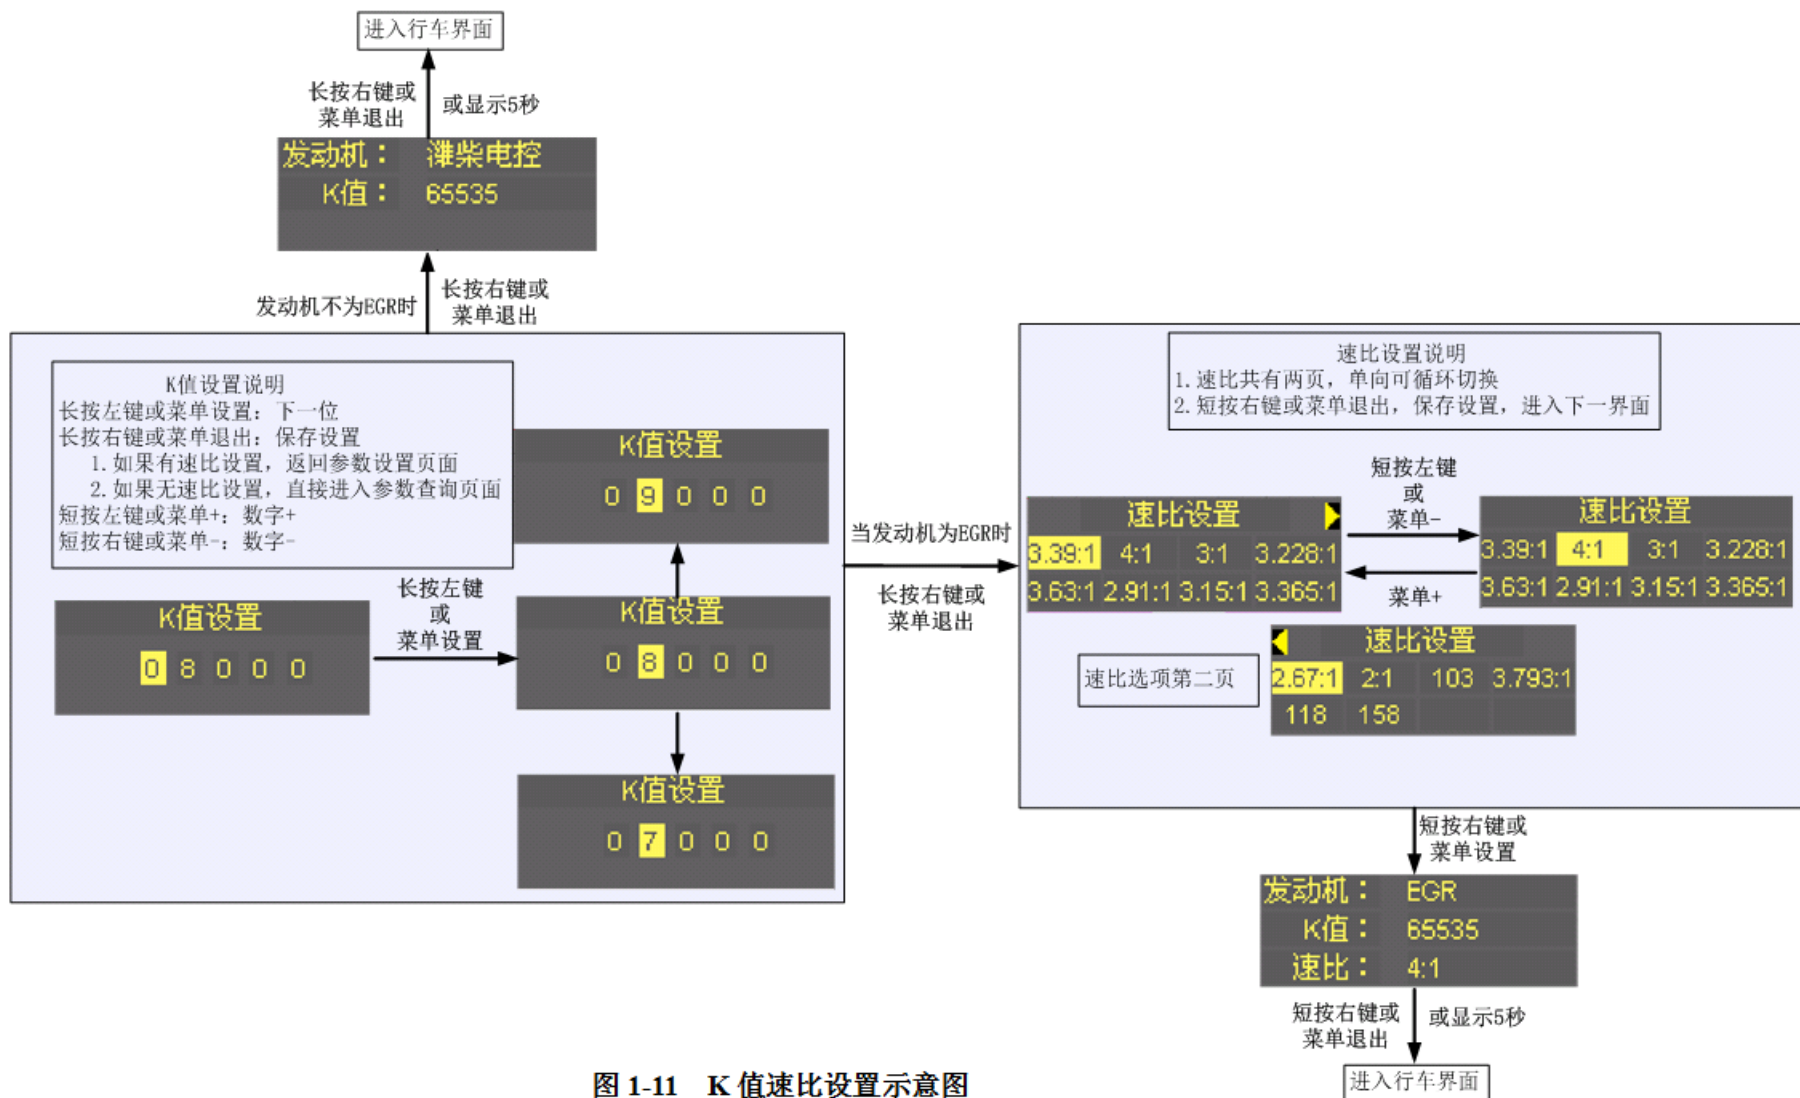 进入行车界面
长按右键或
菜单退出
或显示5秒
发动机： 潍柴电控
K值： 65535
发动机不为EGR时
长按右键或
菜单退出
K值设置说明
长按左键或菜单设置：下一位
长按右键或菜单退出：保存设置
1.如果有速比设置，返回参数设置页面
2.如果无速比设置，直接进入参数查询页面
短按左键或菜单+：数字+
短按右键或菜单-：数字-
K值设置
0 9 0 0 0
K值设置
0 8 0 0 0
长按左键
或
菜单设置
K值设置
0 8 0 0 0
K值设置
0 7 0 0 0
当发动机为EGR时
长按右键或
菜单退出
速比设置说明
1.速比共有两页，单向可循环切换
2.短按右键或菜单退出，保存设置，进入下一界面
速比设置
3.39:1 4:1 3:1 3.228:1
3.63:1 2.91:1 3.15:1 3.365:1
短按左键
或
菜单-
菜单+
速比设置
3.39:1 4:1 3:1 3.228:1
3.63:1 2.91:1 3.15:1 3.365:1
速比选项第二页
速比设置
2.67:1 2:1 103 3.793:1
118 158
短按右键或
菜单设置
发动机： EGR
K值： 65535
速比： 4:1
短按右键或
菜单退出
或显示5秒
进入行车界面
图 1-11 K 值速比设置示意图